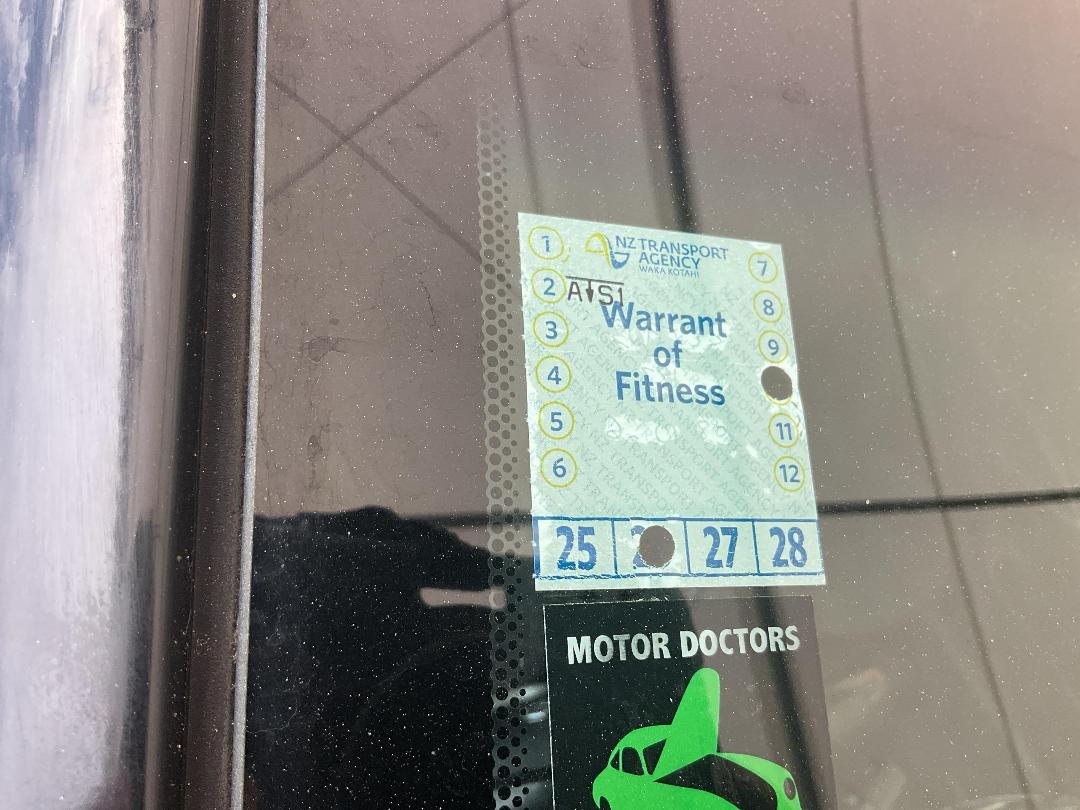 1
NZ TRANSPORT
AGENCY
WAKA KOTAHI
7
2
8
3
Warrant
of
Fitness
9
4
5
11
6
12
25 27 28
MOTOR DOCTORS